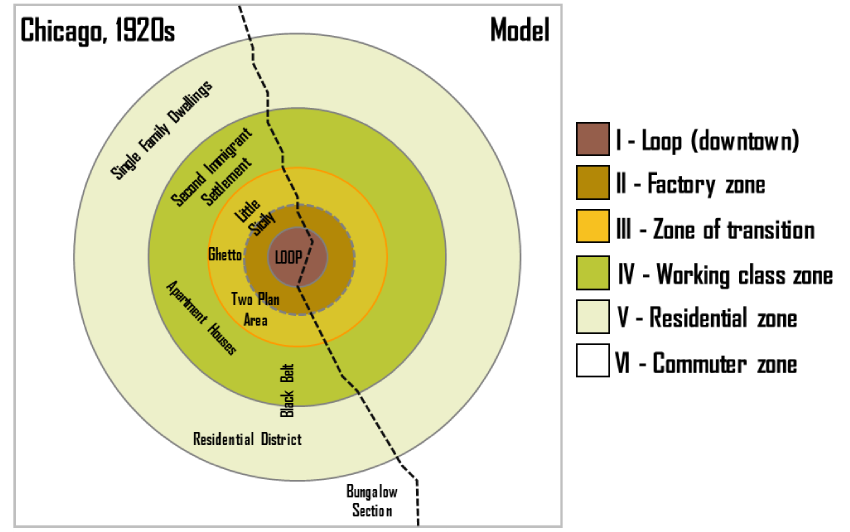 Chicago, 1920s
Model
Single Family Dwellings
Second Immigrant
Settlement
Little
Sicily
Ghetto
LOOP
Two Plan
Area
Apartment Houses
Black Belt
Residential District
Bungalow
Section
I - Loop (downtown)
II - Factory zone
III - Zone of transition
IV - Working class zone
V - Residential zone
VI - Commuter zone